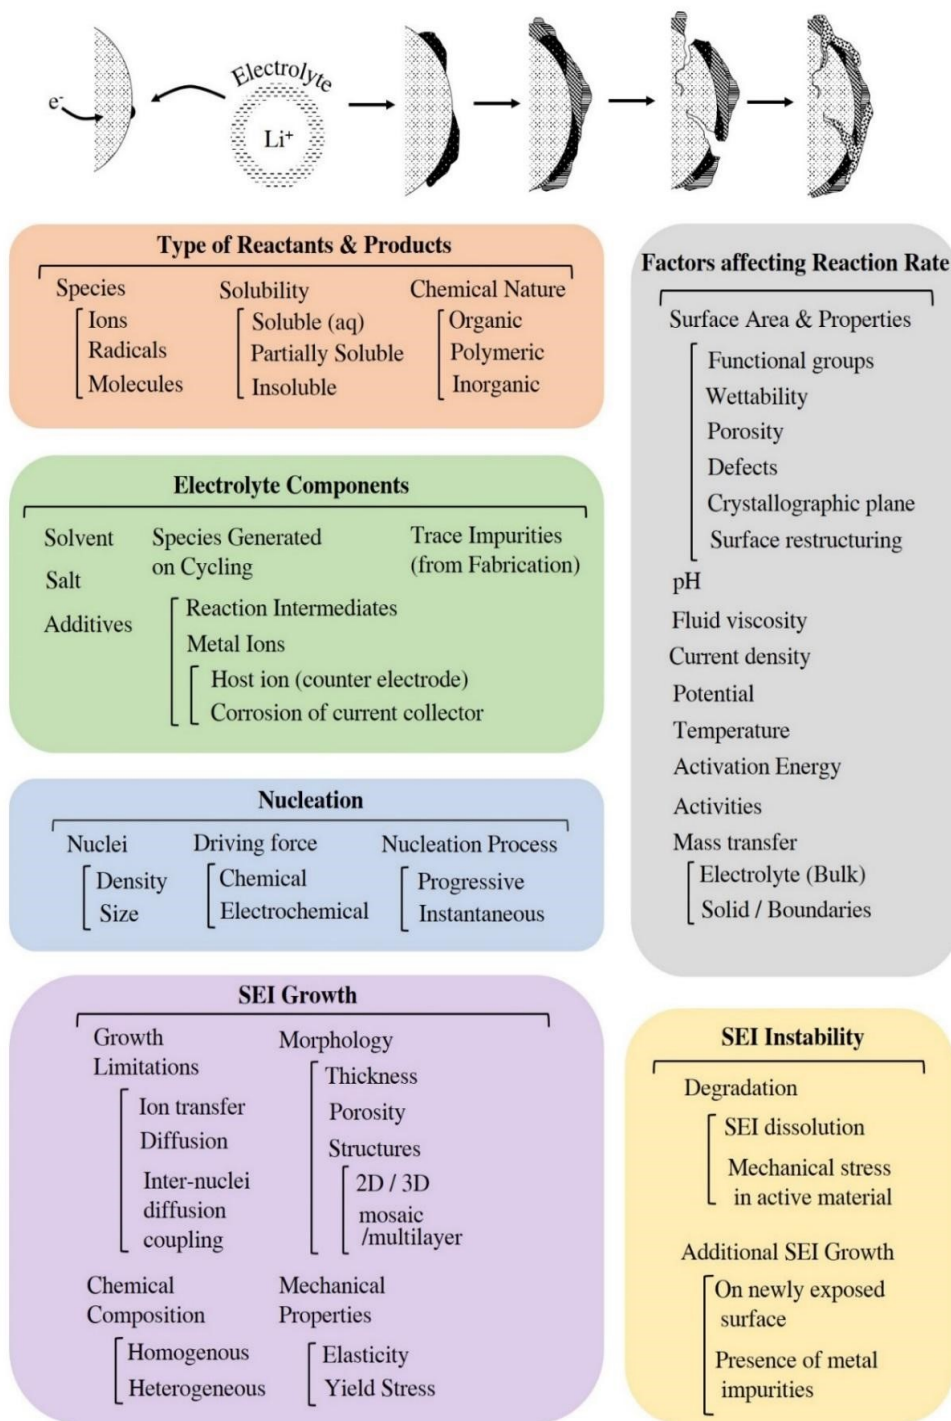 e-
Electrolyte
Li+
Type of Reactants & Products
Species
Ions
Radicals
Molecules
Solubility
Soluble (aq)
Partially Soluble
Insoluble
Chemical Nature
Organic
Polymeric
Inorganic
Electrolyte Components
Solvent
Salt
Additives
Species Generated
on Cycling
Reaction Intermediates
Metal Ions
Host ion (counter electrode)
Corrosion of current collector
Trace Impurities
(from Fabrication)
Nucleation
Nuclei
Density
Size
Driving force
Chemical
Electrochemical
Nucleation Process
Progressive
Instantaneous
SEI Growth
Growth
Limitations
Ion transfer
Diffusion
Inter-nuclei
diffusion
coupling
Morphology
Thickness
Porosity
Structures
2D / 3D
mosaic
/multilayer
Chemical
Composition
Homogenous
Heterogeneous
Mechanical
Properties
Elasticity
Yield Stress
Factors affecting Reaction Rate
Surface Area & Properties
Functional groups
Wettability
Porosity
Defects
Crystallographic plane
Surface restructuring
pH
Fluid viscosity
Current density
Potential
Temperature
Activation Energy
Activities
Mass transfer
Electrolyte (Bulk)
Solid / Boundaries
SEI Instability
Degradation
SEI dissolution
Mechanical stress
in active material
Additional SEI Growth
On newly exposed
surface
Presence of metal
impurities